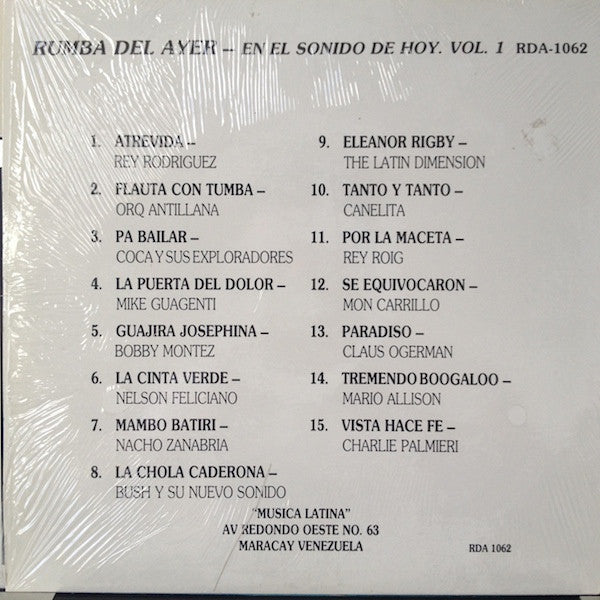 RUMBA DEL AYER – EN EL SONIDO DE HOY. VOL. 1 RDA-1062
1. ATREVIDA –
REY RODRIGUEZ
2. FLAUTA CON TUMBA –
ORQ ANTILLANA
3. PA BAILAR –
COCA Y SUS EXPLORADORES
4. LA PUERTA DEL DOLOR –
MIKE GUAGENTI
5. GUAJIRA JOSEPHINA –
BOBBY MONTEZ
6. LA CINTA VERDE –
NELSON FELICIANO
7. MAMBO BATIRI –
NACHO ZANABRIA
8. LA CHOLA CADERONA –
BUSH Y SU NUEVO SONIDO
9. ELEANOR RIGBY –
THE LATIN DIMENSION
10. TANTO Y TANTO –
CANELITA
11. POR LA MACETA –
REY ROIG
12. SE EQUIVOCARON –
MON CARRILLO
13. PARADISO –
CLAUS OGERMAN
14. TREMENDO BOOGALOO –
MARIO ALLISON
15. VISTA HACE FE –
CHARLIE PALMIERI
"MUSICA LATINA"
AV REDONDO OESTE NO. 63
MARACAY VENEZUELA
RDA 1062